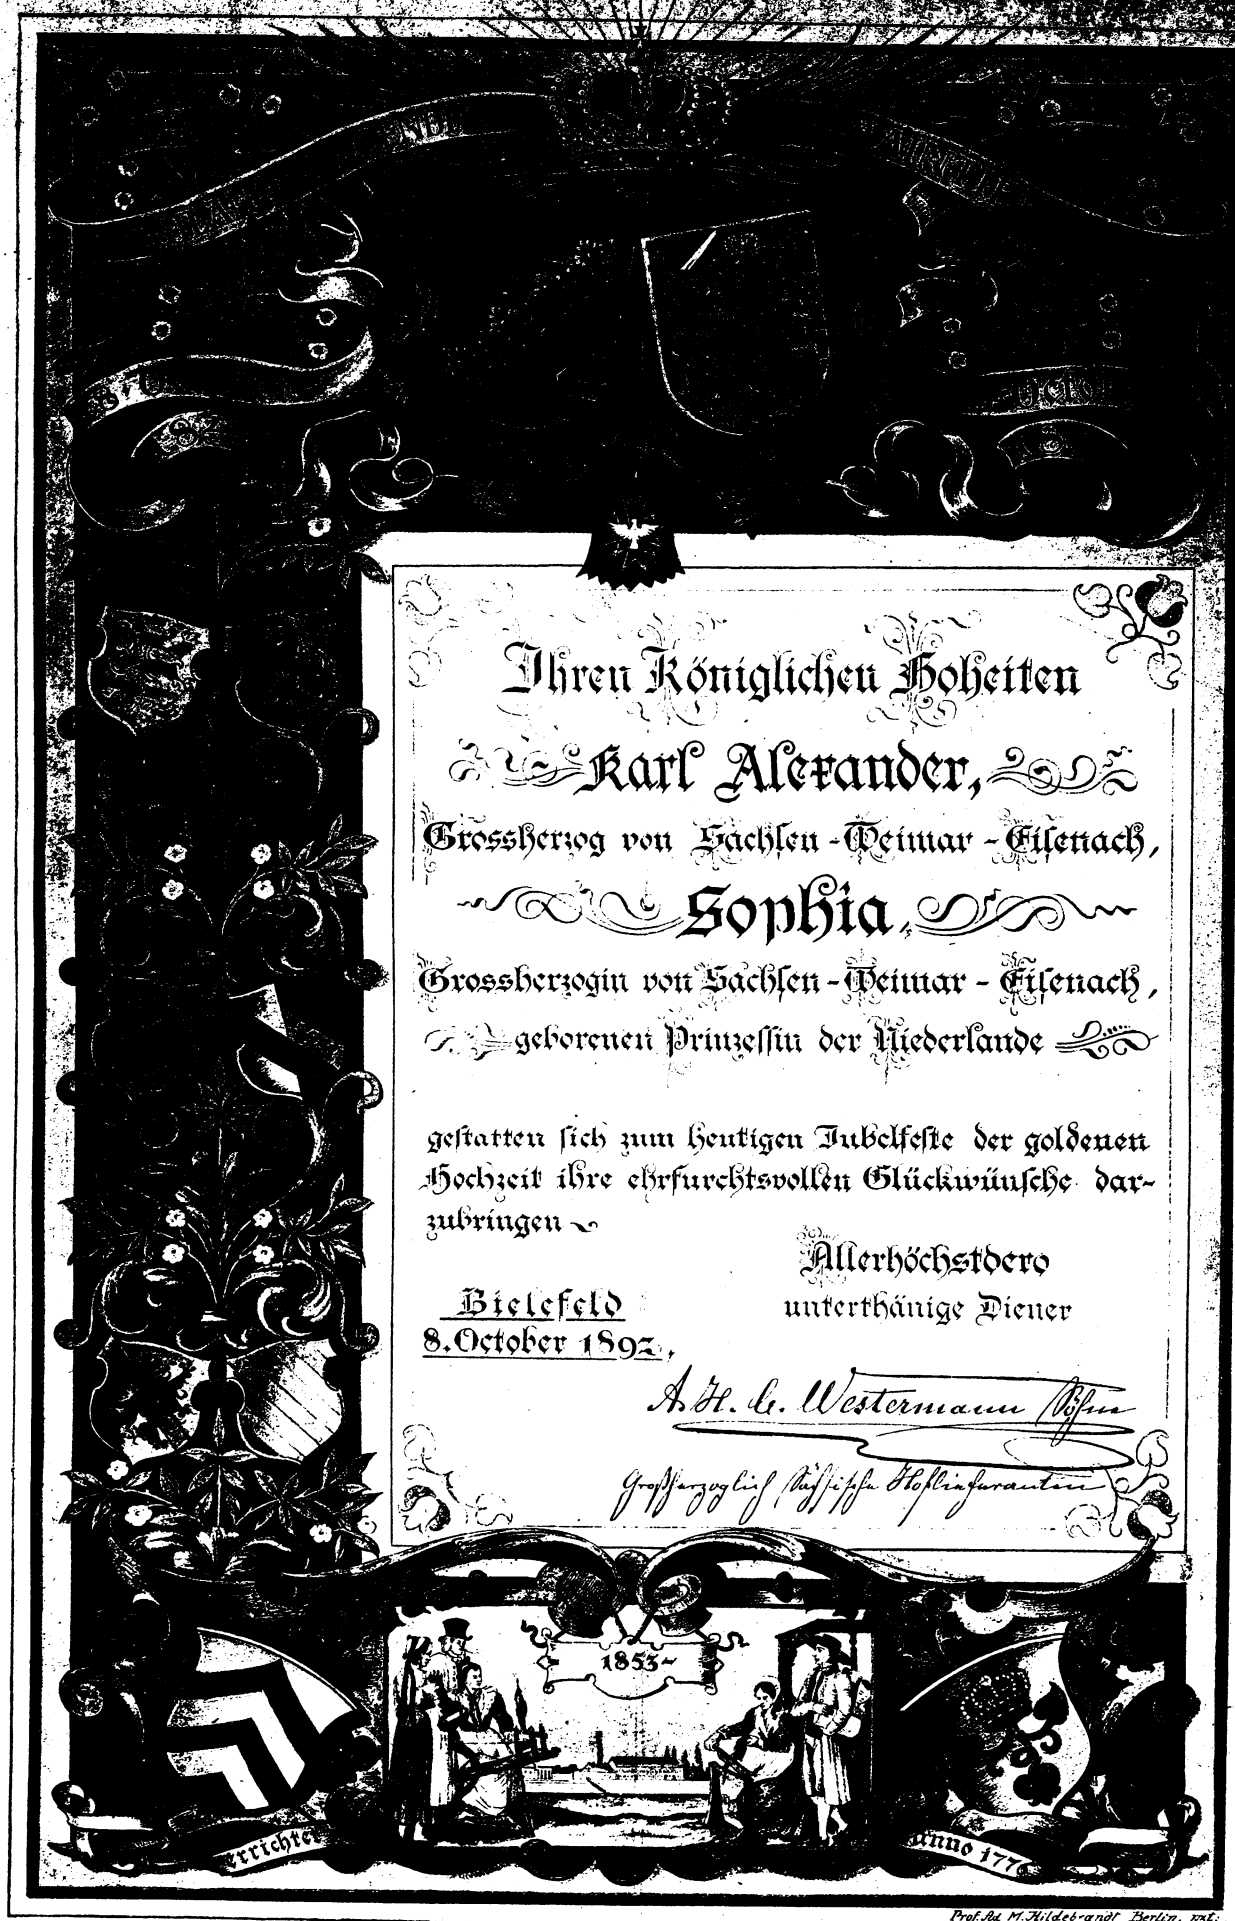 Ihren Königlichen Hoheiten
Karl Alexander,
Grossherzog von Sachsen-Weimar-Eisenach,
Sophia,
Grossherzogin von Sachsen-Weimar-Eisenach,
geborenen Prinzessin der Niederlande
gestatten sich zum heutigen Jubelfeste der goldenen
Hochzeit ihre ehrfurchtsvollen Glückwünsche dar-
zubringen
Allerhöchstdero
unterthänige Diener
Bielefeld
8. October 1892.
A. H. C. Westermann Söhne
Großherzoglich Sächsische Hoflieferanten
1853
errichtet
anno 177
Prof. Ad. M. Hildebrandt Berlin. pxt.